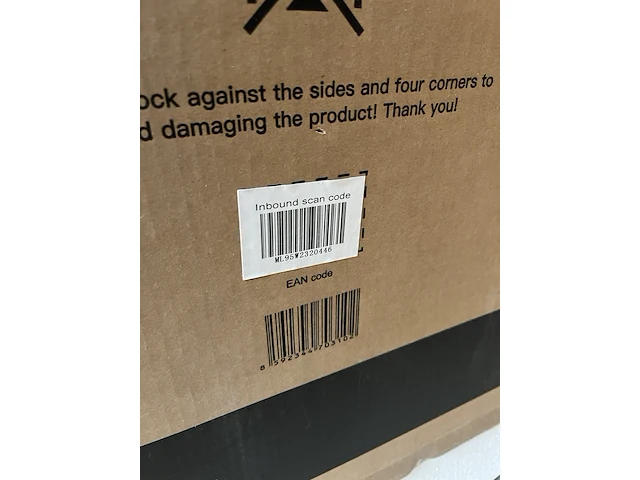 ock against the sides and four corners to
d damaging the product! Thank you!
Inbound scan code
ML95W2320446
EAN code
8 592344 703102